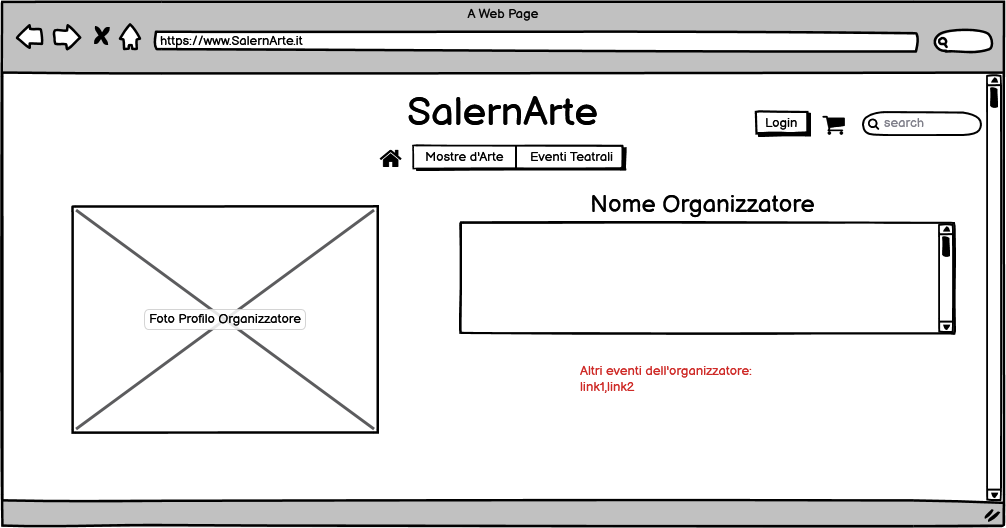 A Web Page
https://www.SalernArte.it
SalernArte
Login
search
Mostre d'Arte
Eventi Teatrali
Nome Organizzatore
Foto Profilo Organizzatore
Altri eventi dell'organizzatore:
link1,link2